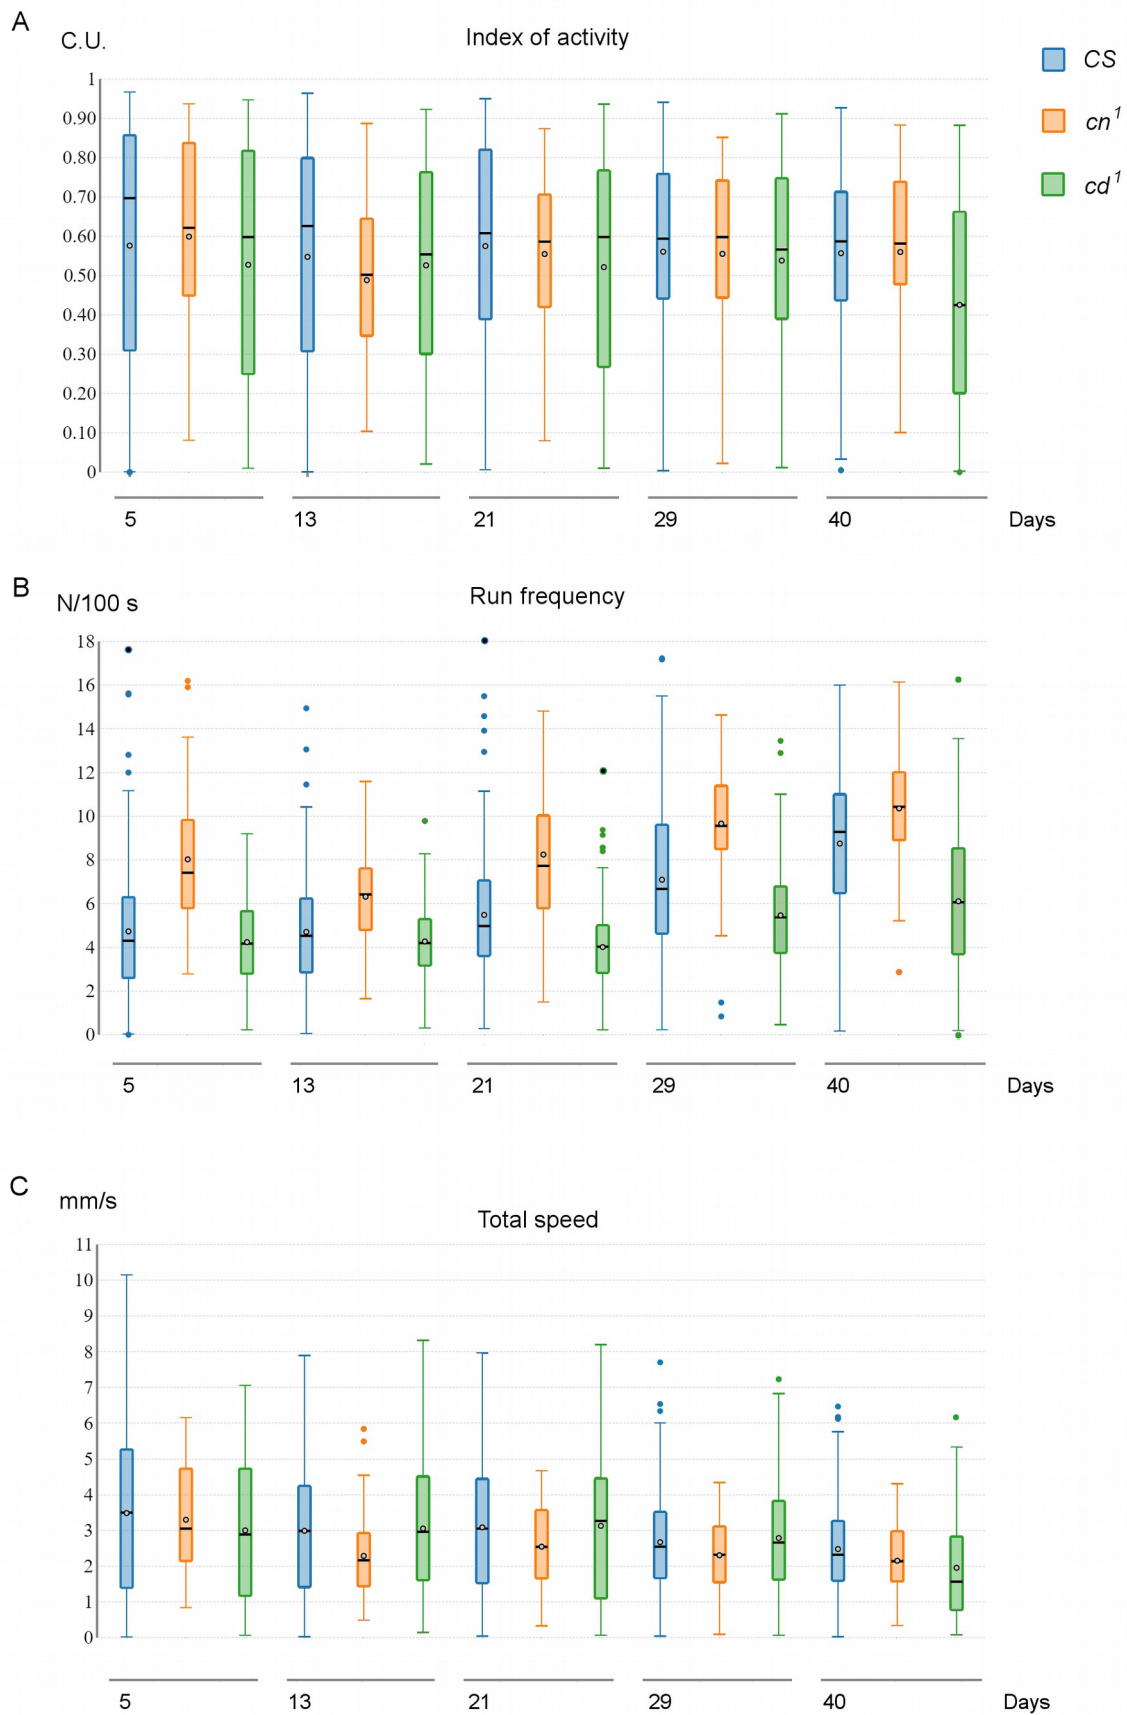 A
C.U.
Index of activity
CS
cn¹
cd¹
1
0.90
0.80
0.70
0.60
0.50
0.40
0.30
0.20
0.10
0
5 13 21 29 40 Days
B
N/100 s
Run frequency
18
16
14
12
10
8
6
4
2
0
5 13 21 29 40 Days
C
mm/s
Total speed
11
10
9
8
7
6
5
4
3
2
1
0
5 13 21 29 40 Days